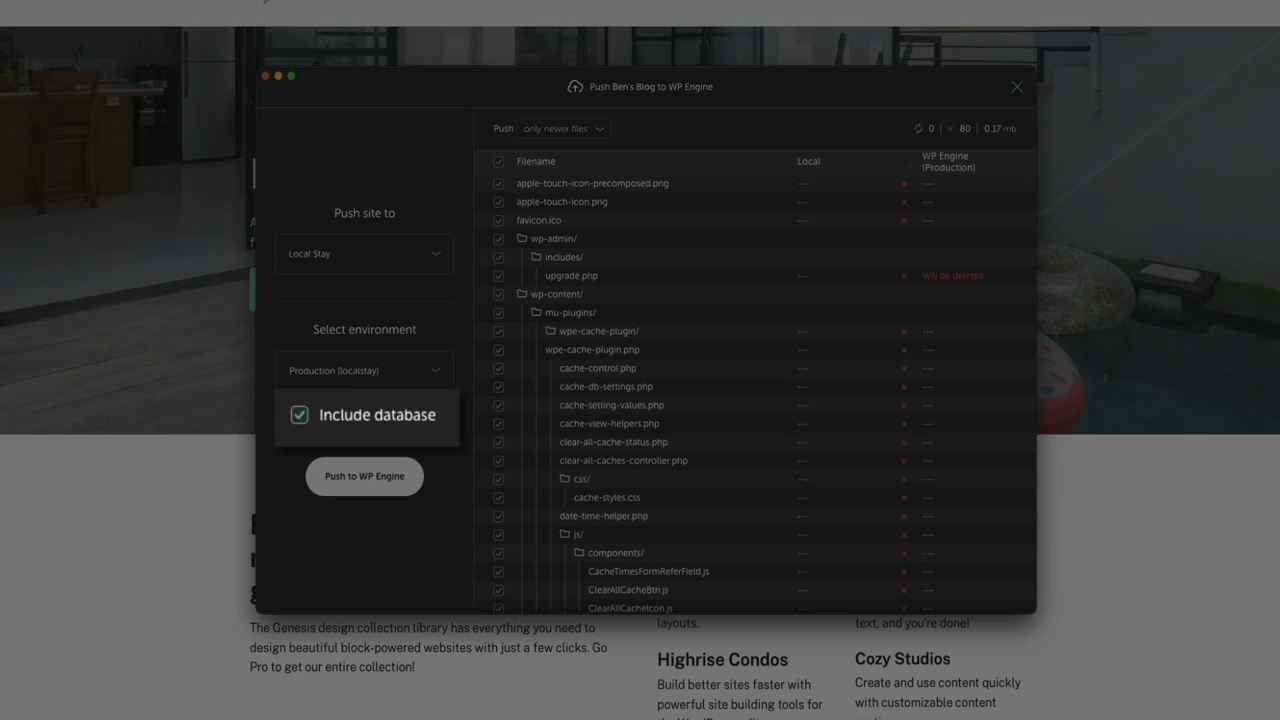 Push Ben's Blog to WP Engine
Push site to
Local Stay
Select environment
Production (localstay)
Include database
Push to WP Engine
Push only newer files 0 | × 80 | 0.17 mb
Filename Local WP Engine (Production)
apple-touch-icon-precomposed.png --- × ---
apple-touch-icon.png --- × ---
favicon.ico --- × ---
wp-admin/
includes/
upgrade.php --- × Will be deleted
wp-content/
mu-plugins/
wpe-cache-plugin/ --- × ---
wpe-cache-plugin.php --- × ---
cache-control.php --- × ---
cache-db-settings.php --- × ---
cache-setting-values.php --- × ---
cache-view-helpers.php --- × ---
clear-all-cache-status.php --- × ---
clear-all-caches-controller.php --- × ---
css/ --- × ---
cache-styles.css --- × ---
date-time-helper.php --- × ---
js/ --- × ---
components/ --- × ---
CacheTimesFormReferField.js --- × ---
ClearAllCacheBtn.js --- × ---
ClearAllCacheIcon.js --- × ---
The Genesis design collection library has everything you need to
design beautiful block-powered websites with just a few clicks. Go
Pro to get our entire collection!
layouts.
Highrise Condos
Build better sites faster with
powerful site building tools for
text, and you're done!
Cozy Studios
Create and use content quickly
with customizable content